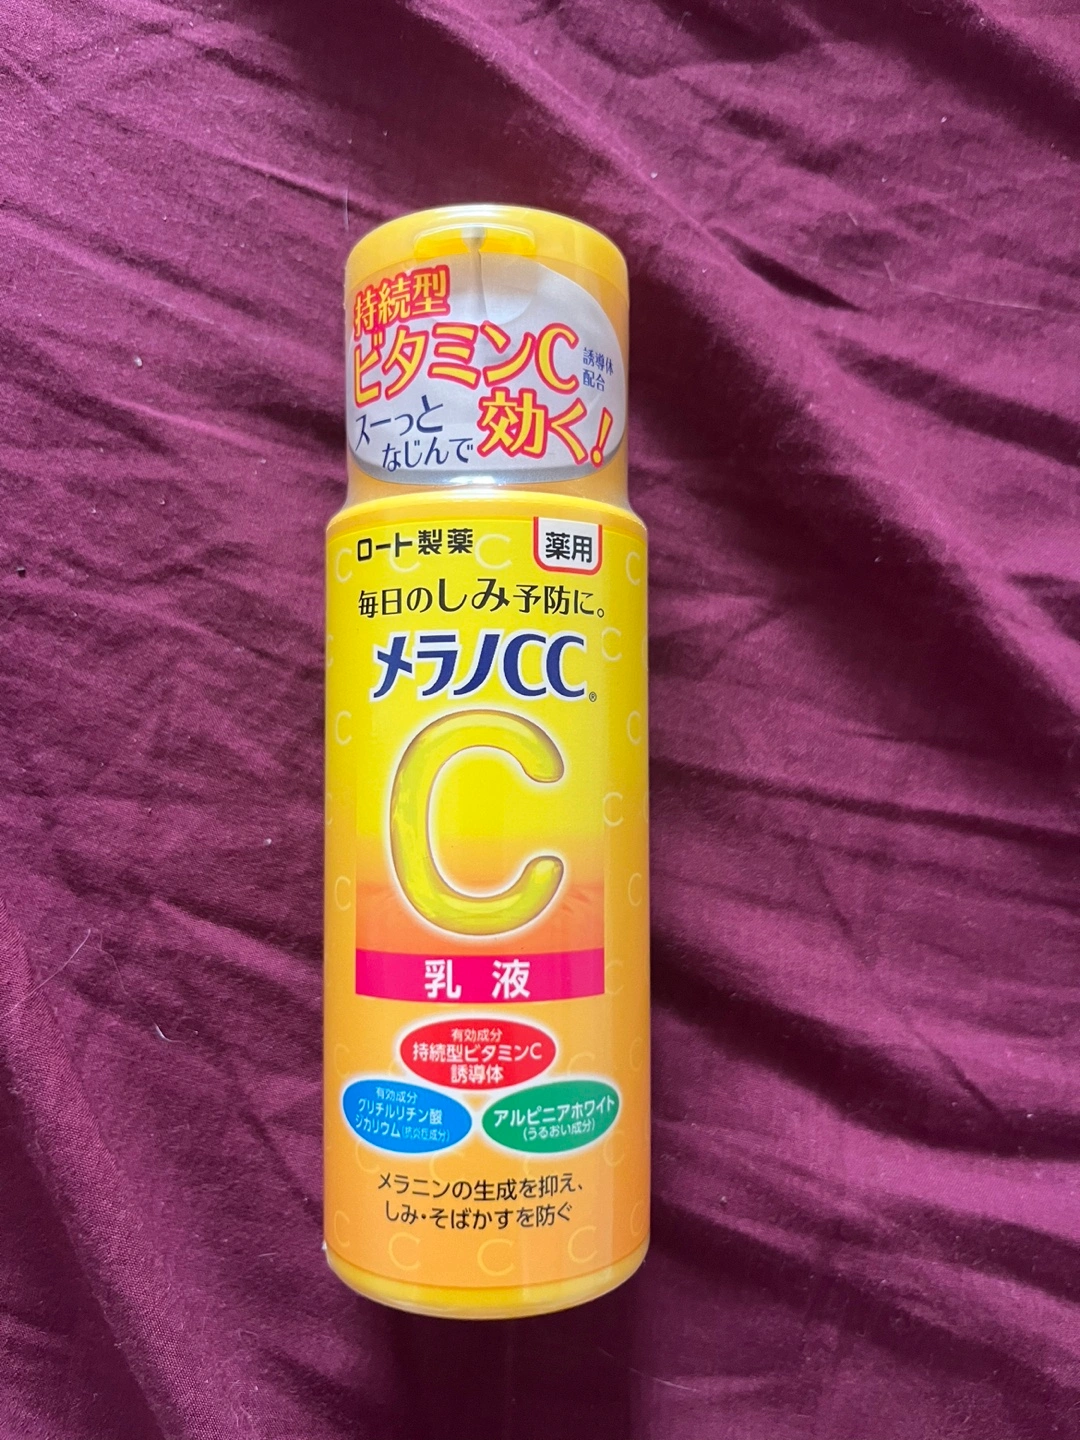 持続型
ビタミンC誘導体
配合
スーっと
なじんで効く!
ロート製薬
薬用
毎日のしみ予防に。
メラノCC®
C
乳液
有効成分
持続型ビタミンC
誘導体
有効成分
グリチルリチン酸
ジカリウム(抗炎症成分)
アルピニアホワイト
(うるおい成分)
メラニンの生成を抑え、
しみ・そばかすを防ぐ